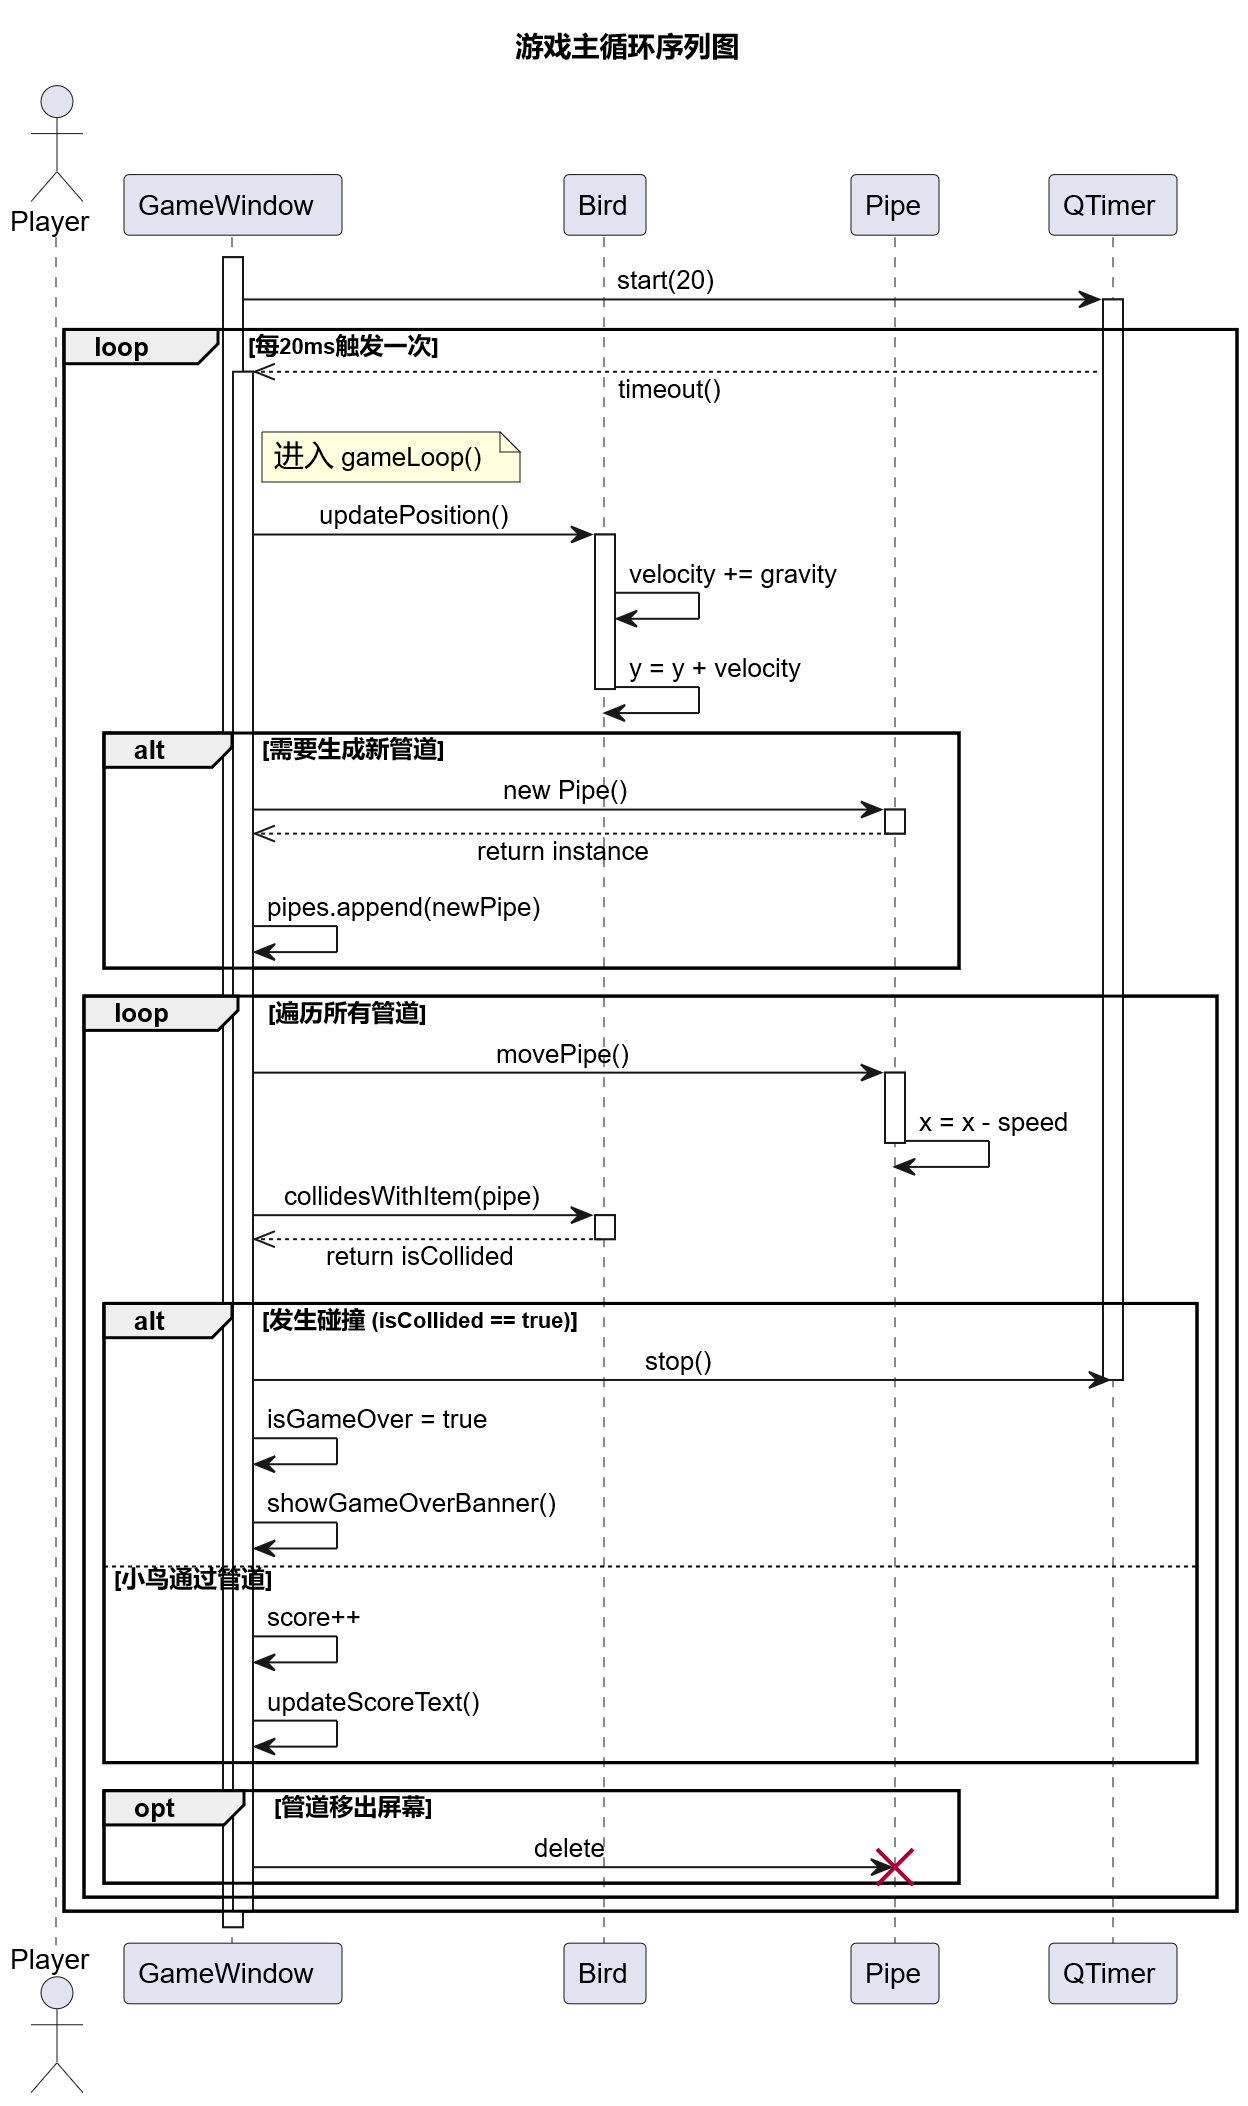 游戏主循环序列图
Player
GameWindow
Bird
Pipe
QTimer
start(20)
loop
[每20ms触发一次]
timeout()
进入 gameLoop()
updatePosition()
velocity += gravity
y = y + velocity
alt
[需要生成新管道]
new Pipe()
return instance
pipes.append(newPipe)
loop
[遍历所有管道]
movePipe()
x = x - speed
collidesWithItem(pipe)
return isCollided
alt
[发生碰撞 (isCollided == true)]
stop()
isGameOver = true
showGameOverBanner()
[小鸟通过管道]
score++
updateScoreText()
opt
[管道移出屏幕]
delete
Player
GameWindow
Bird
Pipe
QTimer